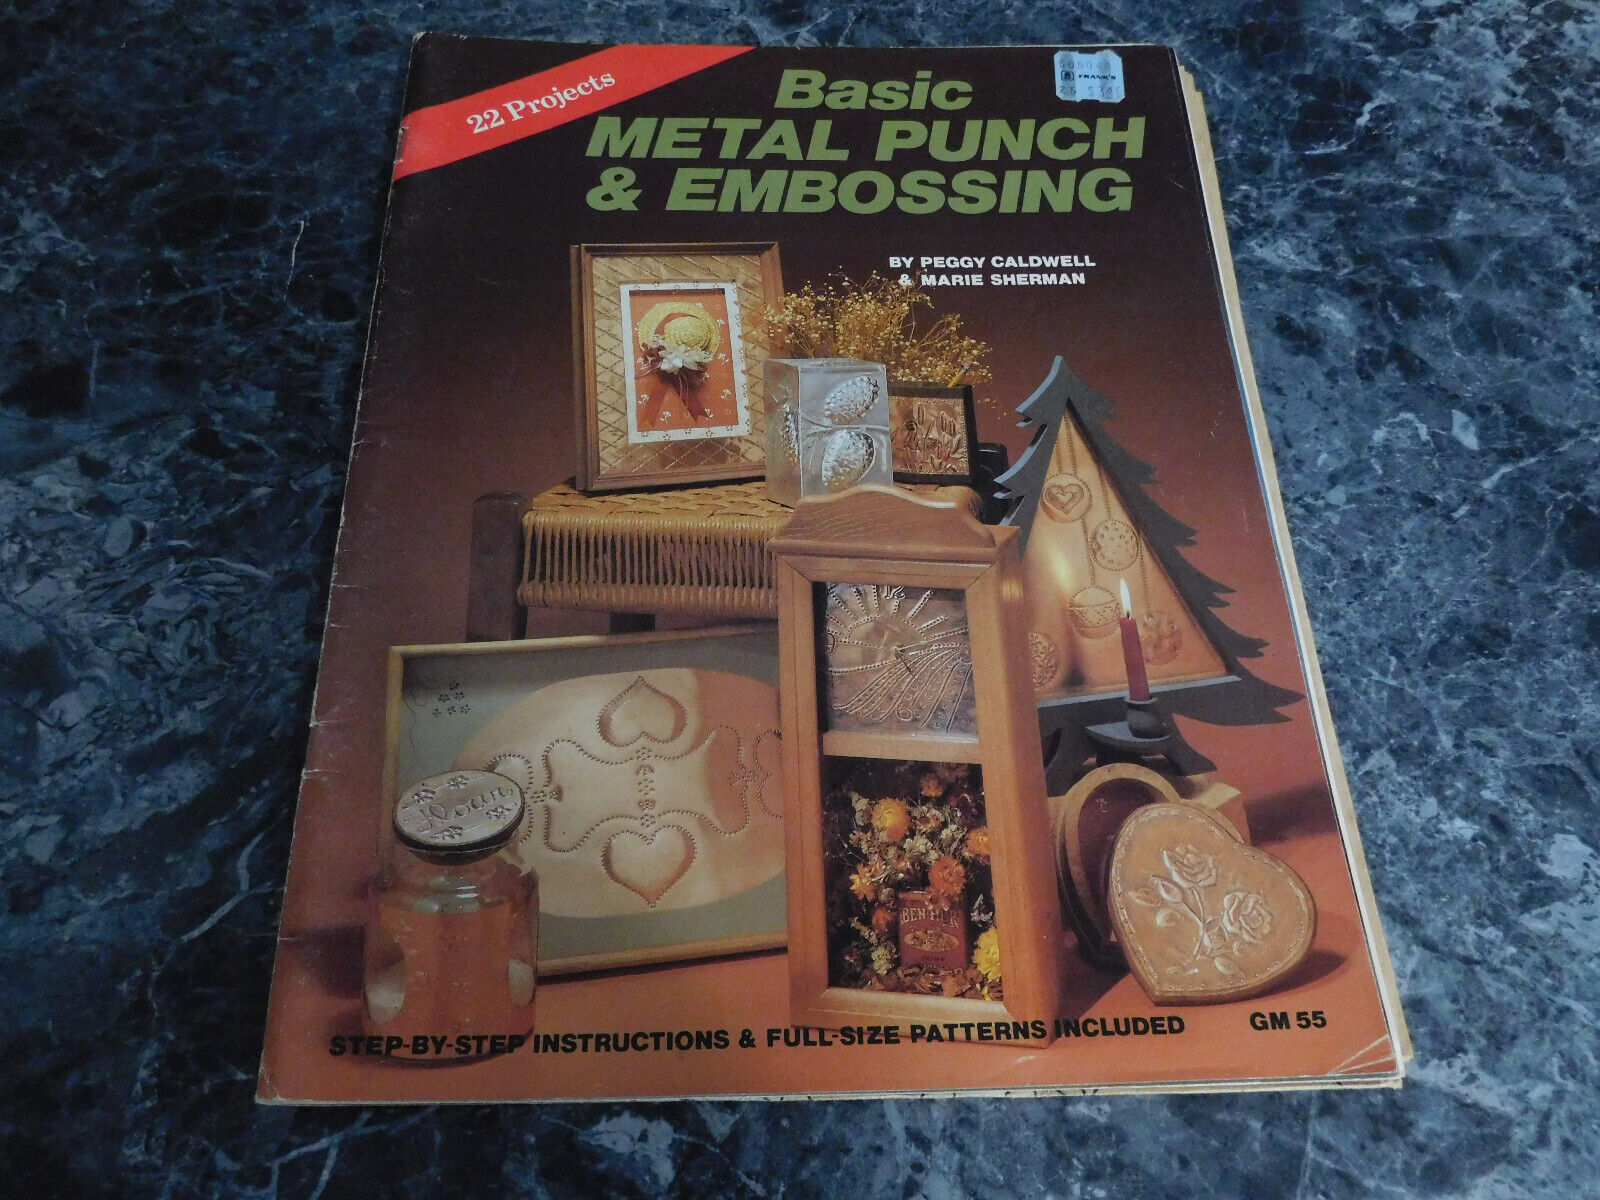 22 Projects
Basic
METAL PUNCH
& EMBOSSING
FRANK'S
BY PEGGY CALDWELL
& MARIE SHERMAN
Flour
BEN-HUR
STEP-BY-STEP INSTRUCTIONS & FULL-SIZE PATTERNS INCLUDED
GM 55